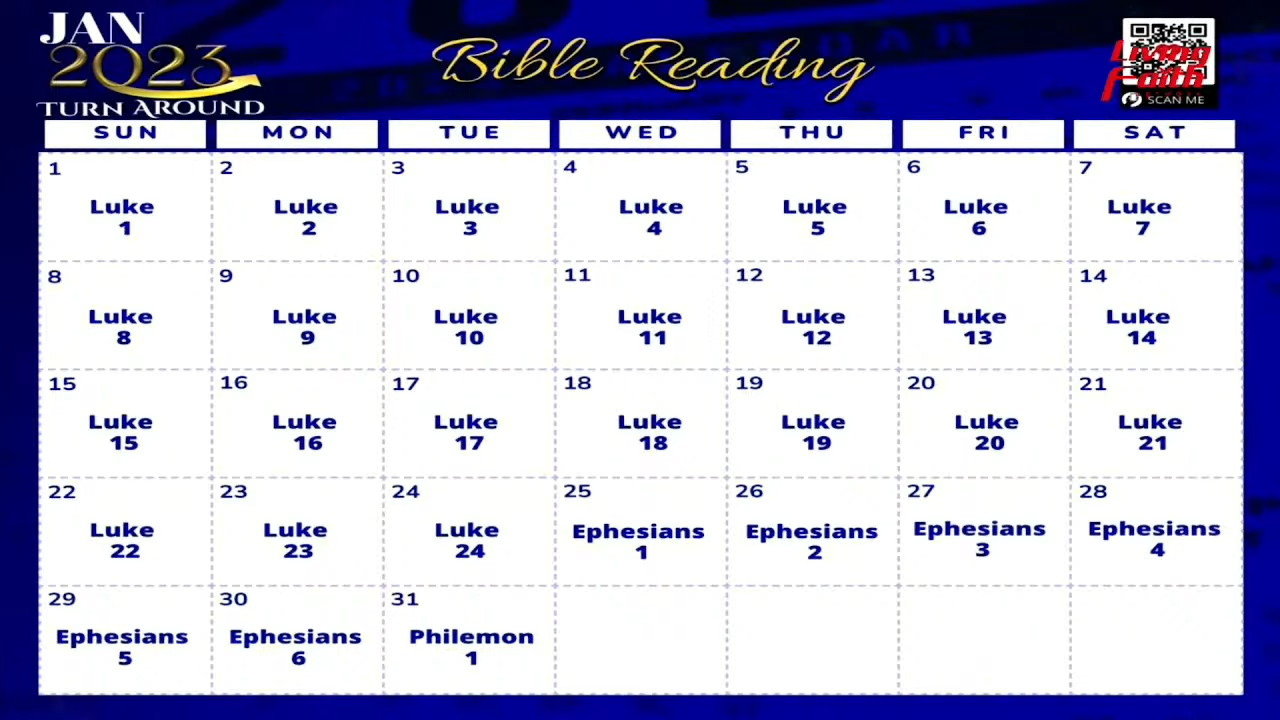 JAN
2023
TURN AROUND
Bible Reading
Living
Faith
SCAN ME
SUN MON TUE WED THU FRI SAT
1 2 3 4 5 6 7
Luke Luke Luke Luke Luke Luke Luke
1 2 3 4 5 6 7
8 9 10 11 12 13 14
Luke Luke Luke Luke Luke Luke Luke
8 9 10 11 12 13 14
15 16 17 18 19 20 21
Luke Luke Luke Luke Luke Luke Luke
15 16 17 18 19 20 21
22 23 24 25 26 27 28
Luke Luke Luke Ephesians Ephesians Ephesians Ephesians
22 23 24 1 2 3 4
29 30 31
Ephesians Ephesians Philemon
5 6 1